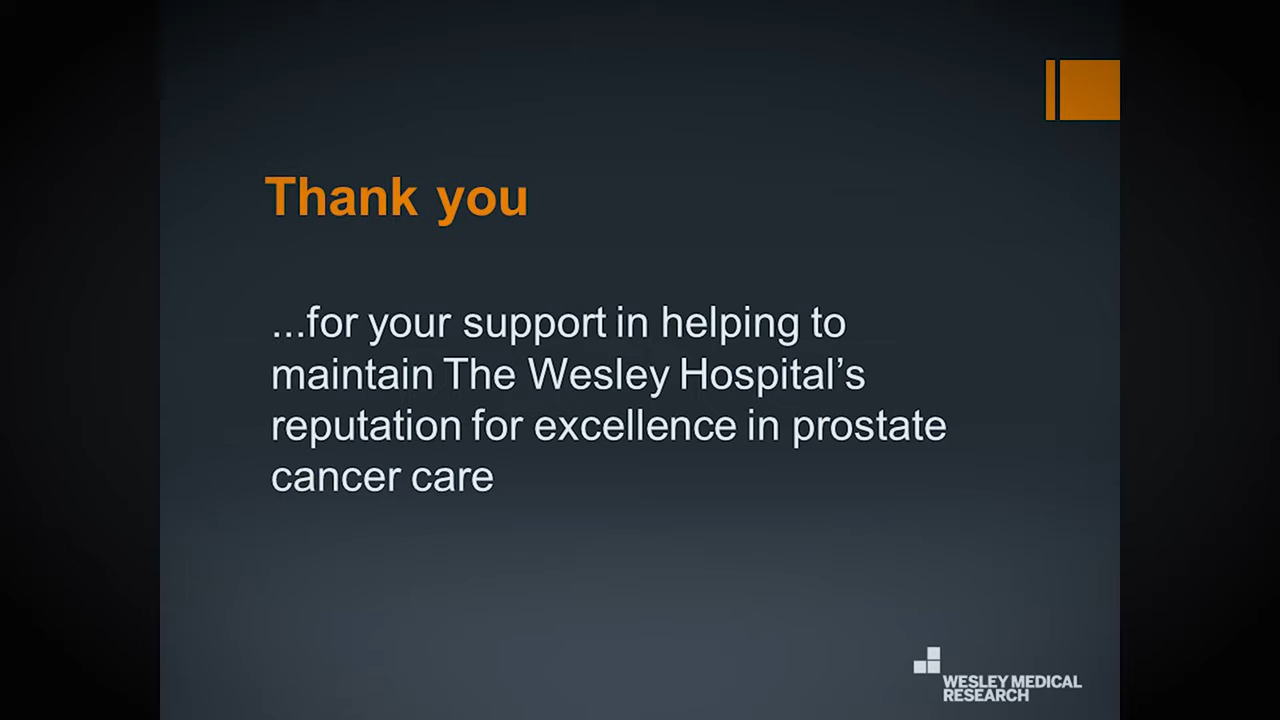 Thank you
...for your support in helping to
maintain The Wesley Hospital’s
reputation for excellence in prostate
cancer care
WESLEY MEDICAL
RESEARCH